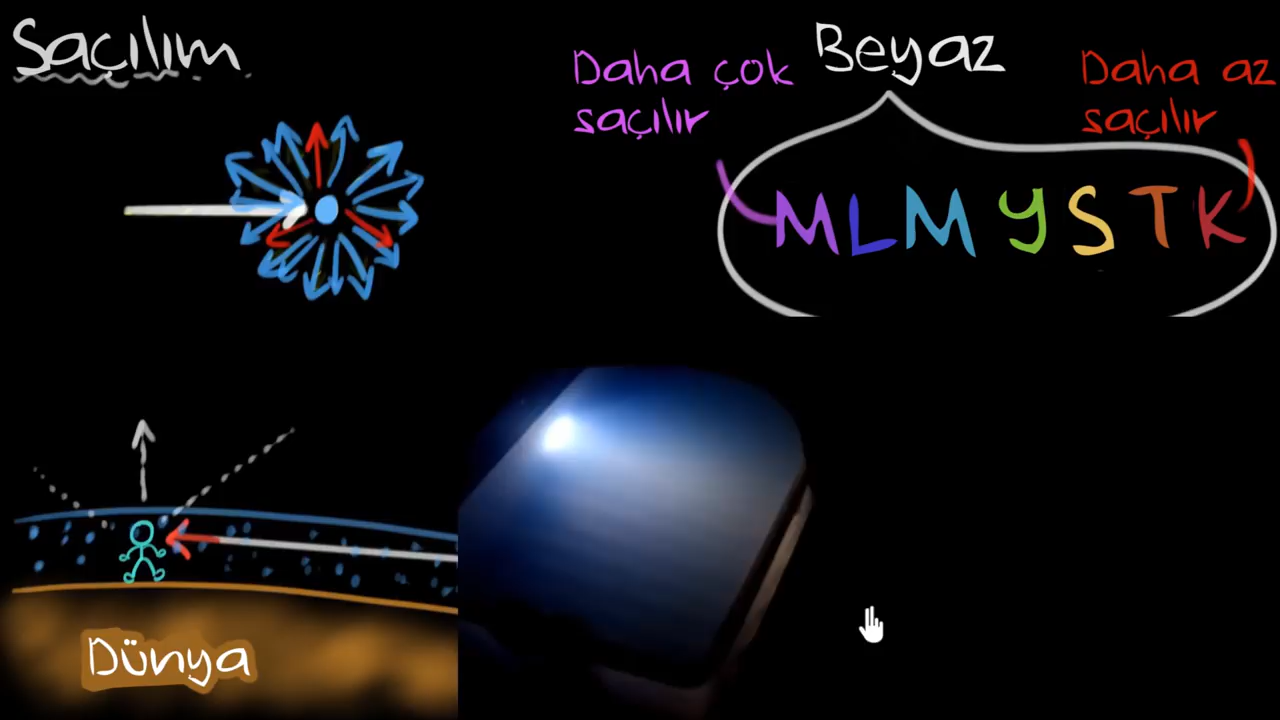 Saçılım
Beyaz
Daha çok
saçılır
Daha az
saçılır
MLMYSTK
Dünya